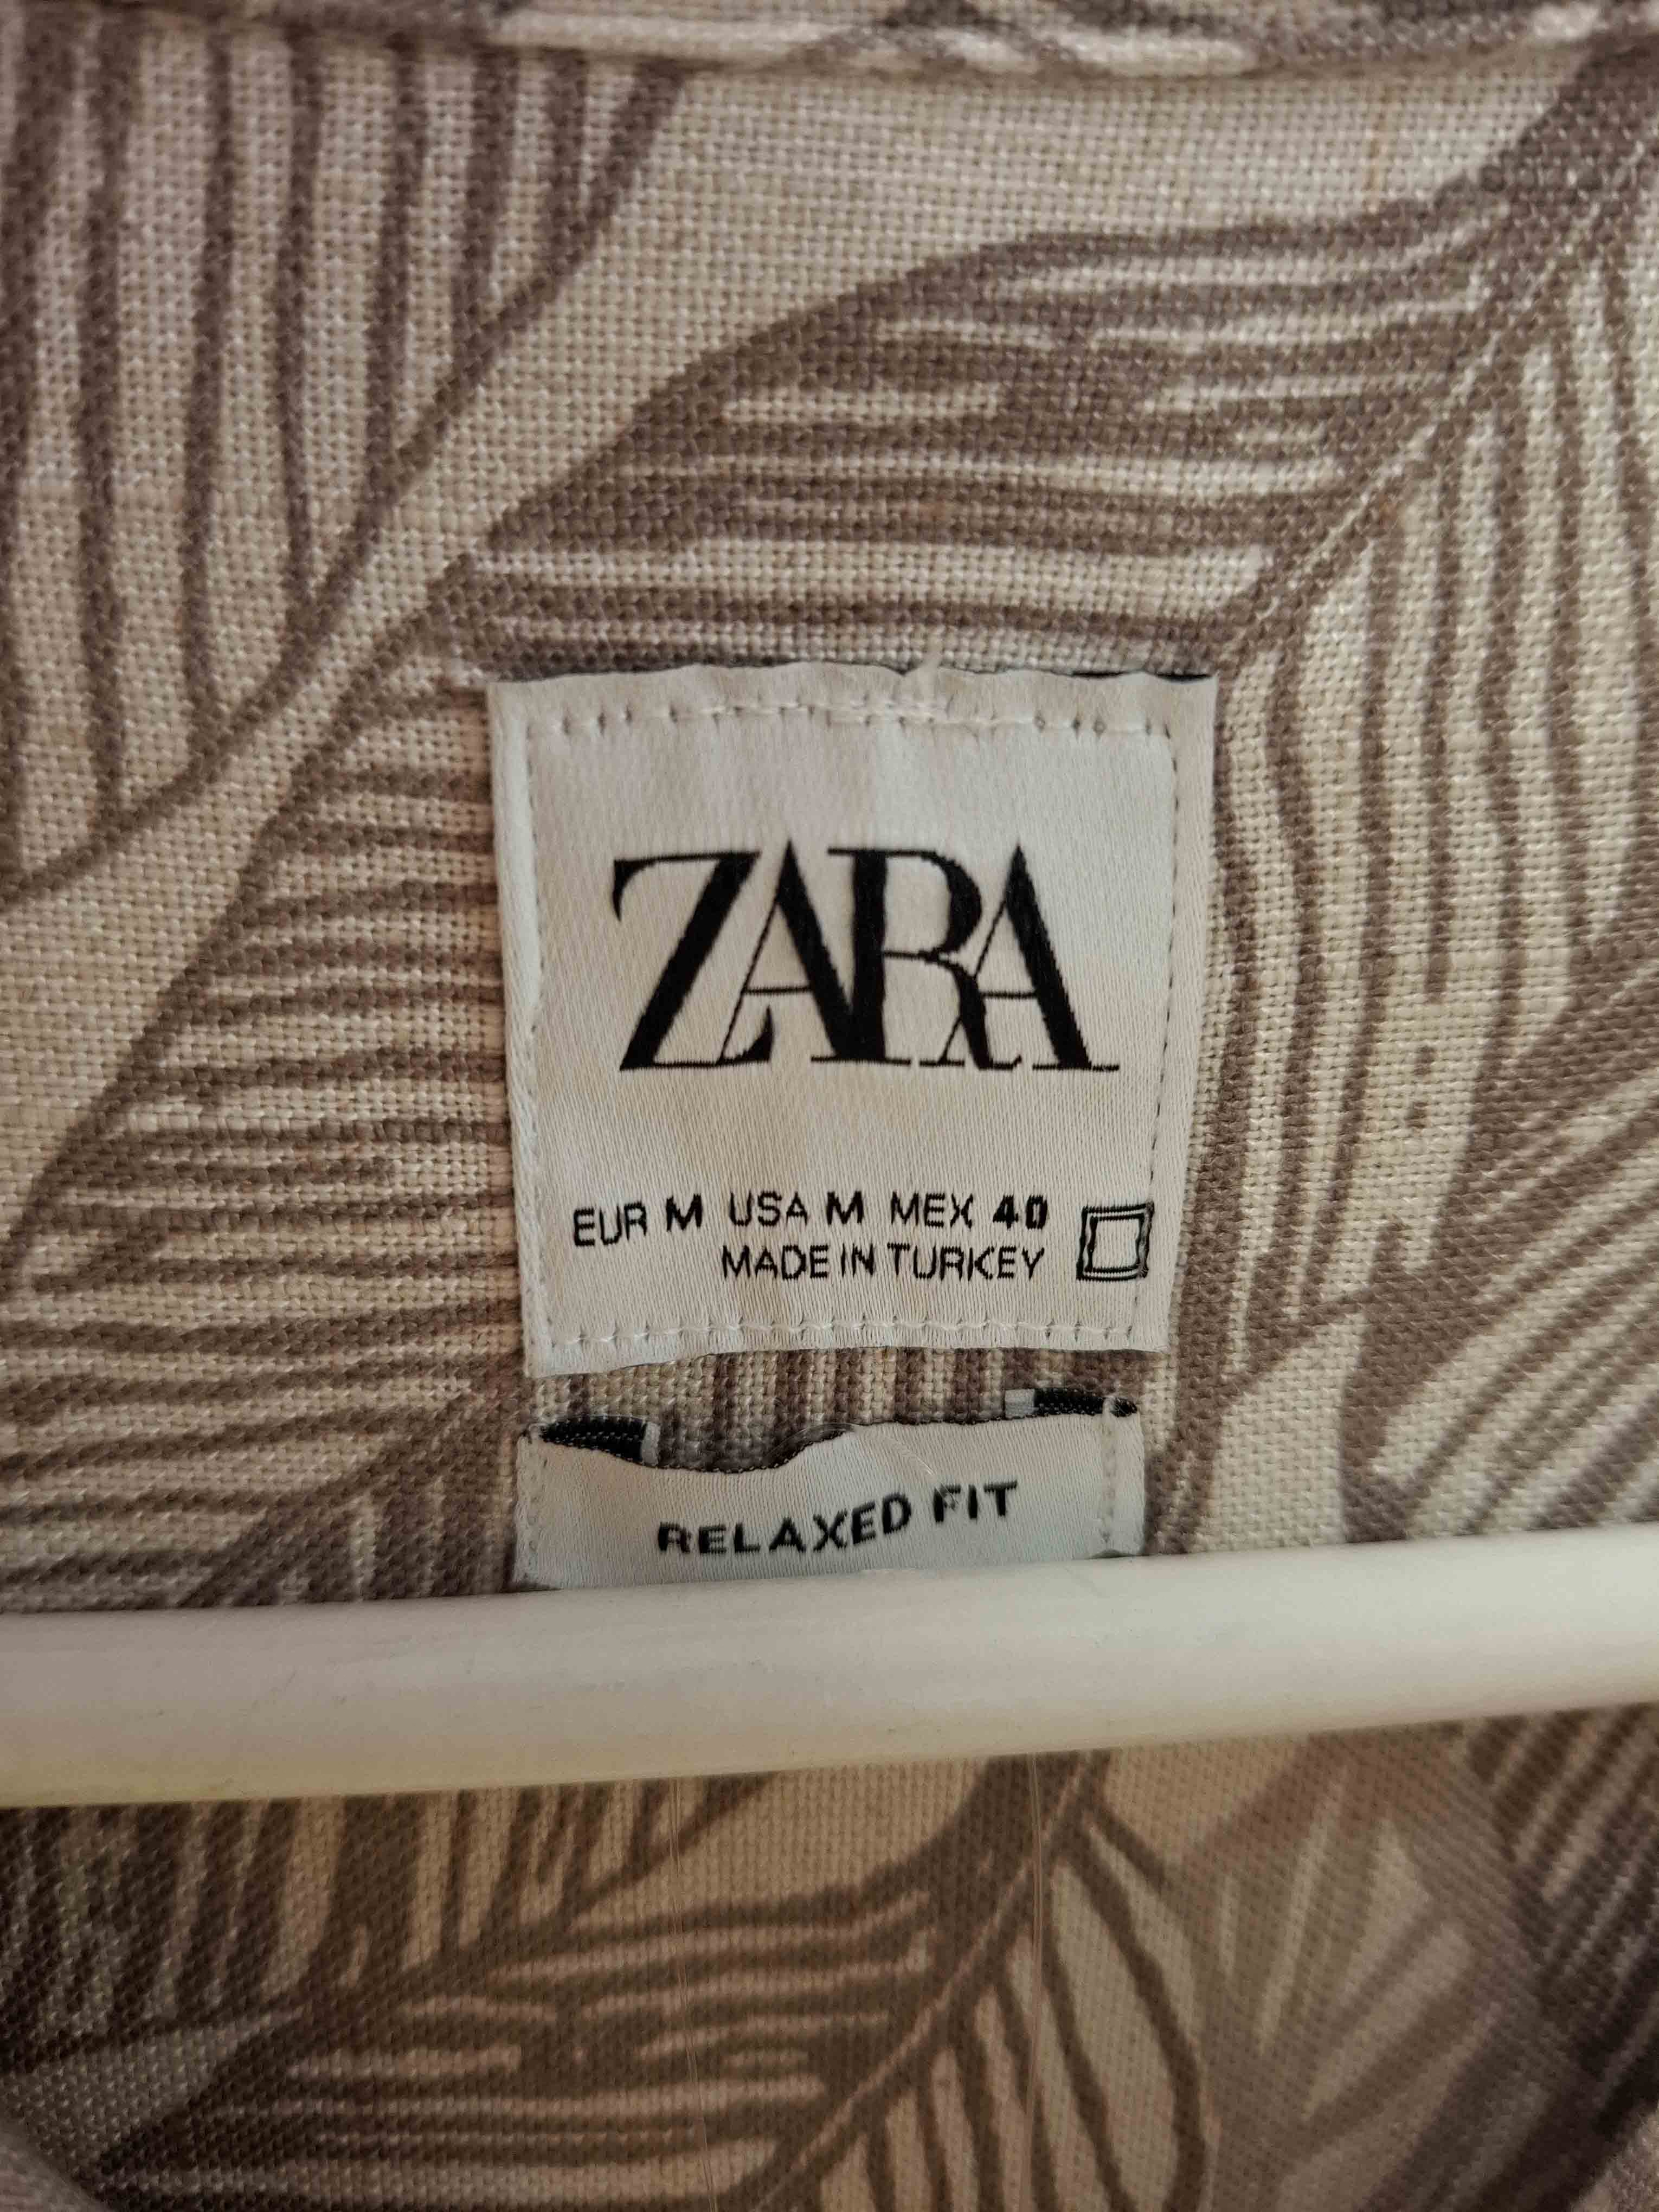 ZARA
EUR M USA M MEX 40
MADE IN TURKEY
RELAXED FIT